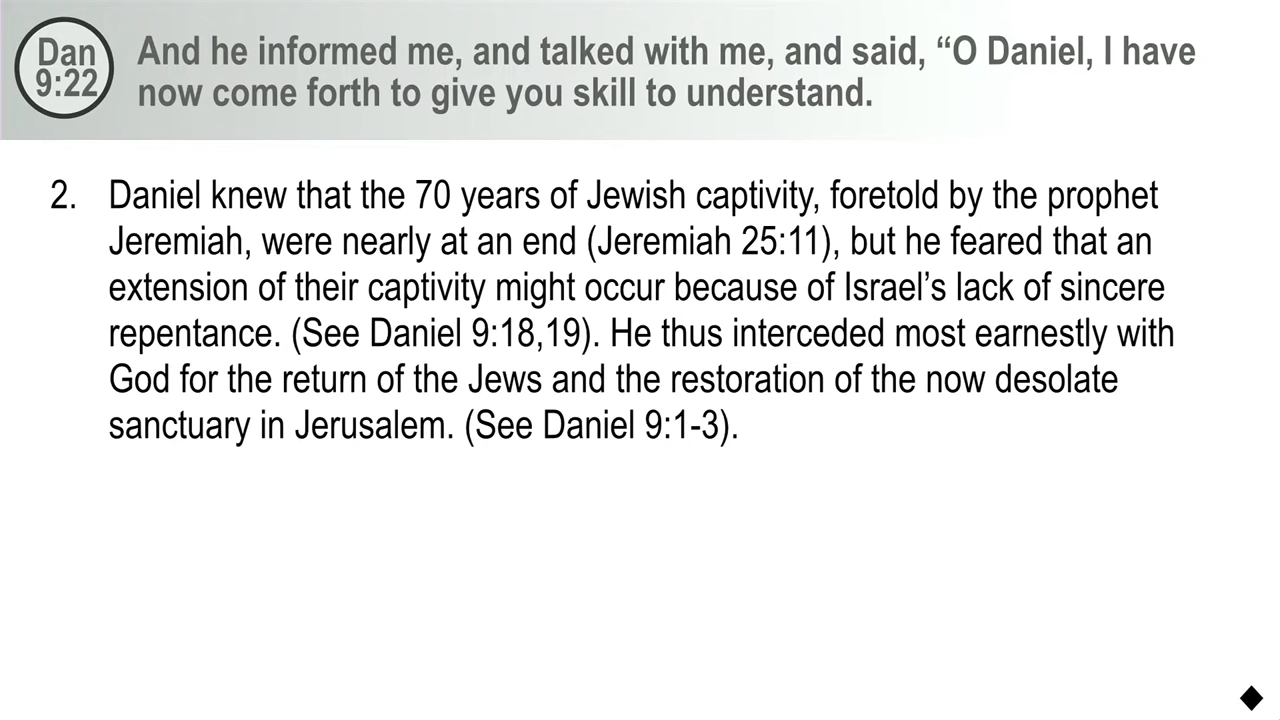 Dan
9:22
And he informed me, and talked with me, and said, “O Daniel, I have
now come forth to give you skill to understand.
2. Daniel knew that the 70 years of Jewish captivity, foretold by the prophet
Jeremiah, were nearly at an end (Jeremiah 25:11), but he feared that an
extension of their captivity might occur because of Israel’s lack of sincere
repentance. (See Daniel 9:18,19). He thus interceded most earnestly with
God for the return of the Jews and the restoration of the now desolate
sanctuary in Jerusalem. (See Daniel 9:1-3).